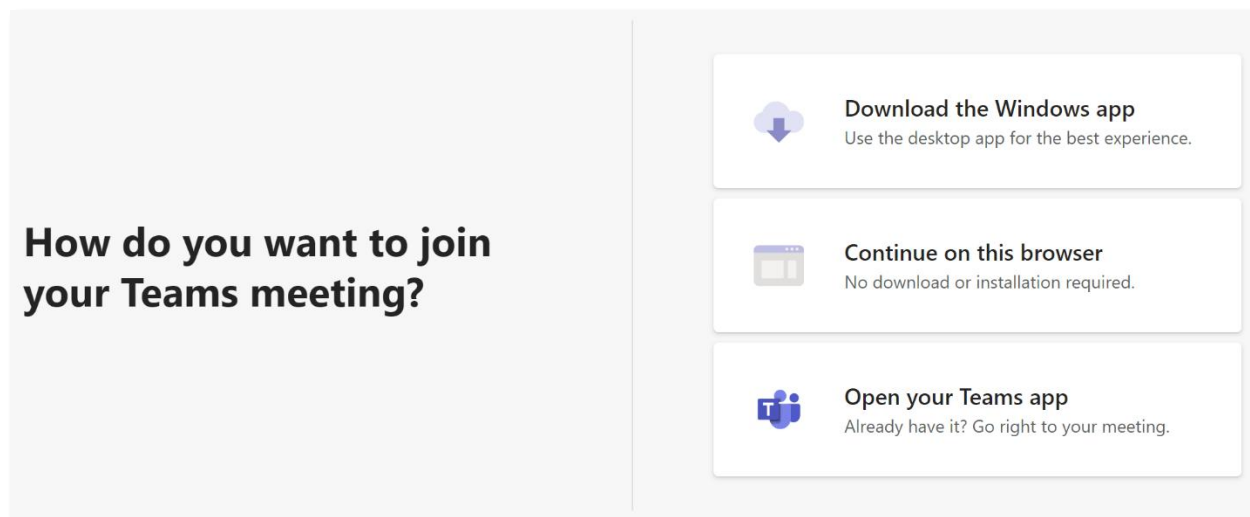 How do you want to join
your Teams meeting?
Download the Windows app
Use the desktop app for the best experience.
Continue on this browser
No download or installation required.
T
Open your Teams app
Already have it? Go right to your meeting.